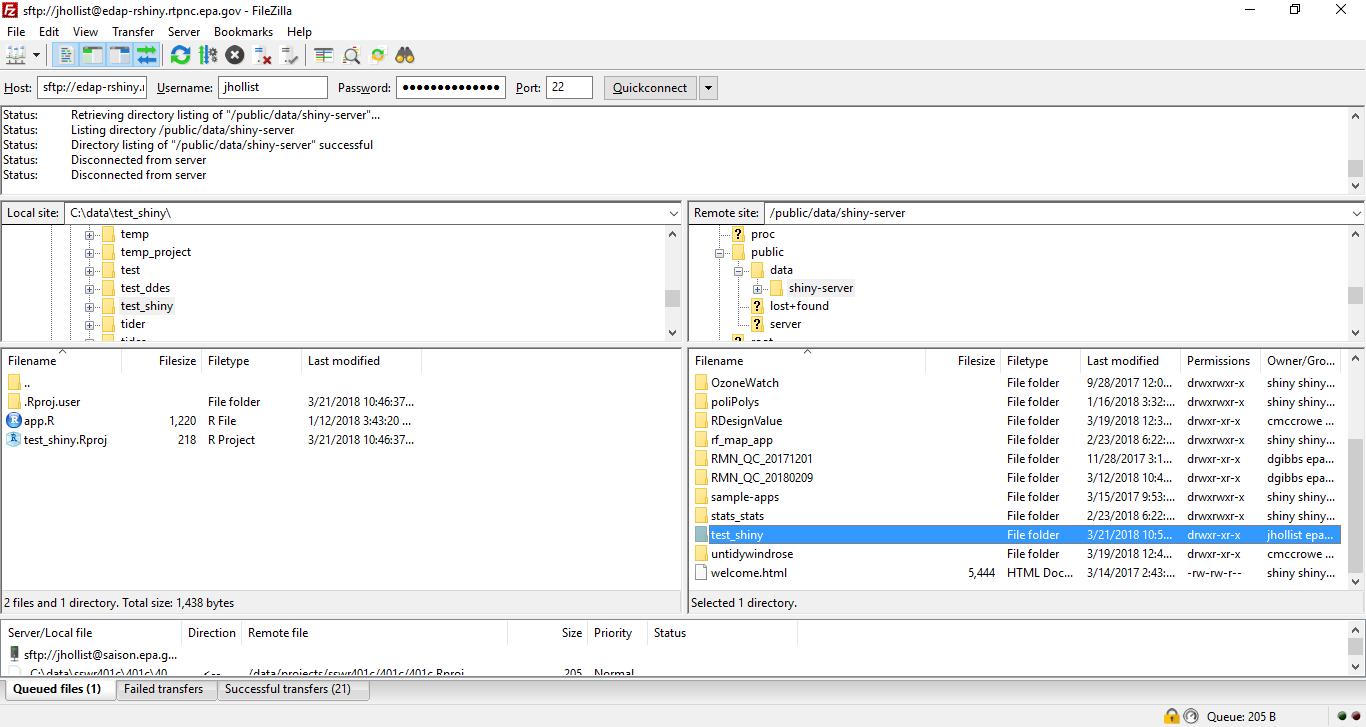 sftp://jhollist@edap-rshiny.rtpnc.epa.gov - FileZilla
File Edit View Transfer Server Bookmarks Help
Host: sftp://edap-rshiny.r Username: jhollist Password: ●●●●●●●●●●●●●● Port: 22 Quickconnect
Status: Retrieving directory listing of "/public/data/shiny-server"...
Status: Listing directory /public/data/shiny-server
Status: Directory listing of "/public/data/shiny-server" successful
Status: Disconnected from server
Status: Disconnected from server
Local site: C:\data\test_shiny\
temp
temp_project
test
test_ddes
test_shiny
tider
Filename Filesize Filetype Last modified
..
.Rproj.user File folder 3/21/2018 10:46:37...
app.R 1,220 R File 1/12/2018 3:43:20 ...
test_shiny.Rproj 218 R Project 3/21/2018 10:46:37...
2 files and 1 directory. Total size: 1,438 bytes
Remote site: /public/data/shiny-server
? proc
public
data
shiny-server
? lost+found
? server
Filename Filesize Filetype Last modified Permissions Owner/Gro...
OzoneWatch File folder 9/28/2017 12:0... drwxrwxr-x shiny shiny...
poliPolys File folder 1/16/2018 3:32:... drwxrwxr-x shiny shiny...
RDesignValue File folder 3/19/2018 12:3... drwxr-xr-x cmccrowe ...
rf_map_app File folder 2/23/2018 6:22:... drwxrwxr-x shiny shiny...
RMN_QC_20171201 File folder 11/28/2017 3:1... drwxr-xr-x dgibbs epa...
RMN_QC_20180209 File folder 3/12/2018 10:4... drwxr-xr-x dgibbs epa...
sample-apps File folder 3/15/2017 9:53:... drwxrwxr-x shiny shiny...
stats_stats File folder 2/23/2018 6:22:... drwxrwxr-x shiny shiny...
test_shiny File folder 3/21/2018 10:5... drwxr-xr-x jhollist epa...
untidywindrose File folder 3/19/2018 12:4... drwxr-xr-x cmccrowe ...
welcome.html 5,444 HTML Doc... 3/14/2017 2:43:... -rw-rw-r-- shiny shiny...
Selected 1 directory.
Server/Local file Direction Remote file Size Priority Status
sftp://jhollist@saison.epa.g...
C:\data\sswr401c\401c\40... <-- /data/projects/sswr401c/401c/401c.Rproj 205 Normal
Queued files (1) Failed transfers Successful transfers (21)
Queue: 205 B